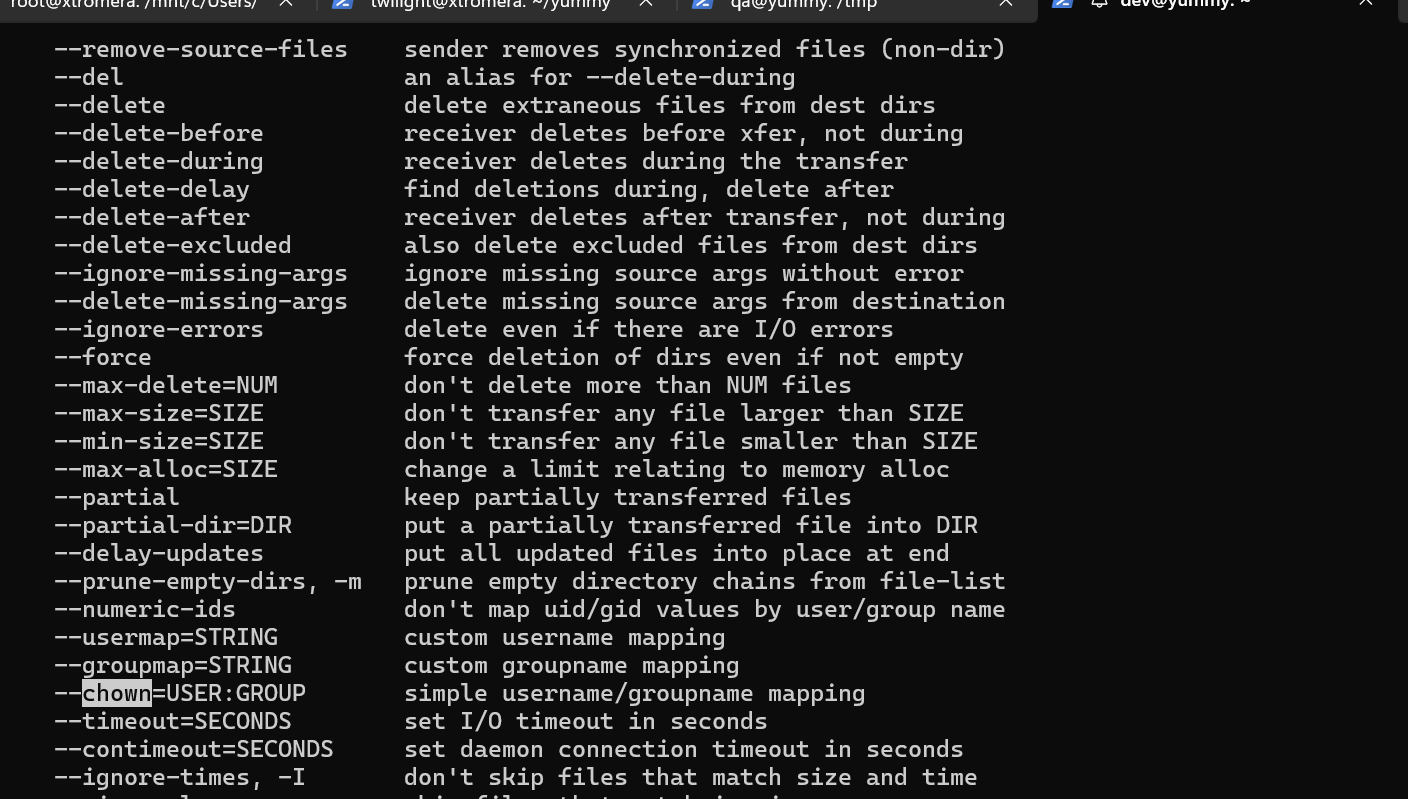 root@xtromera: /mnt/c/Users/ twilight@xtromera: ~/yummy qa@yummy: /tmp dev@yummy: ~
--remove-source-files sender removes synchronized files (non-dir)
--del an alias for --delete-during
--delete delete extraneous files from dest dirs
--delete-before receiver deletes before xfer, not during
--delete-during receiver deletes during the transfer
--delete-delay find deletions during, delete after
--delete-after receiver deletes after transfer, not during
--delete-excluded also delete excluded files from dest dirs
--ignore-missing-args ignore missing source args without error
--delete-missing-args delete missing source args from destination
--ignore-errors delete even if there are I/O errors
--force force deletion of dirs even if not empty
--max-delete=NUM don't delete more than NUM files
--max-size=SIZE don't transfer any file larger than SIZE
--min-size=SIZE don't transfer any file smaller than SIZE
--max-alloc=SIZE change a limit relating to memory alloc
--partial keep partially transferred files
--partial-dir=DIR put a partially transferred file into DIR
--delay-updates put all updated files into place at end
--prune-empty-dirs, -m prune empty directory chains from file-list
--numeric-ids don't map uid/gid values by user/group name
--usermap=STRING custom username mapping
--groupmap=STRING custom groupname mapping
--chown=USER:GROUP simple username/groupname mapping
--timeout=SECONDS set I/O timeout in seconds
--contimeout=SECONDS set daemon connection timeout in seconds
--ignore-times, -I don't skip files that match size and time